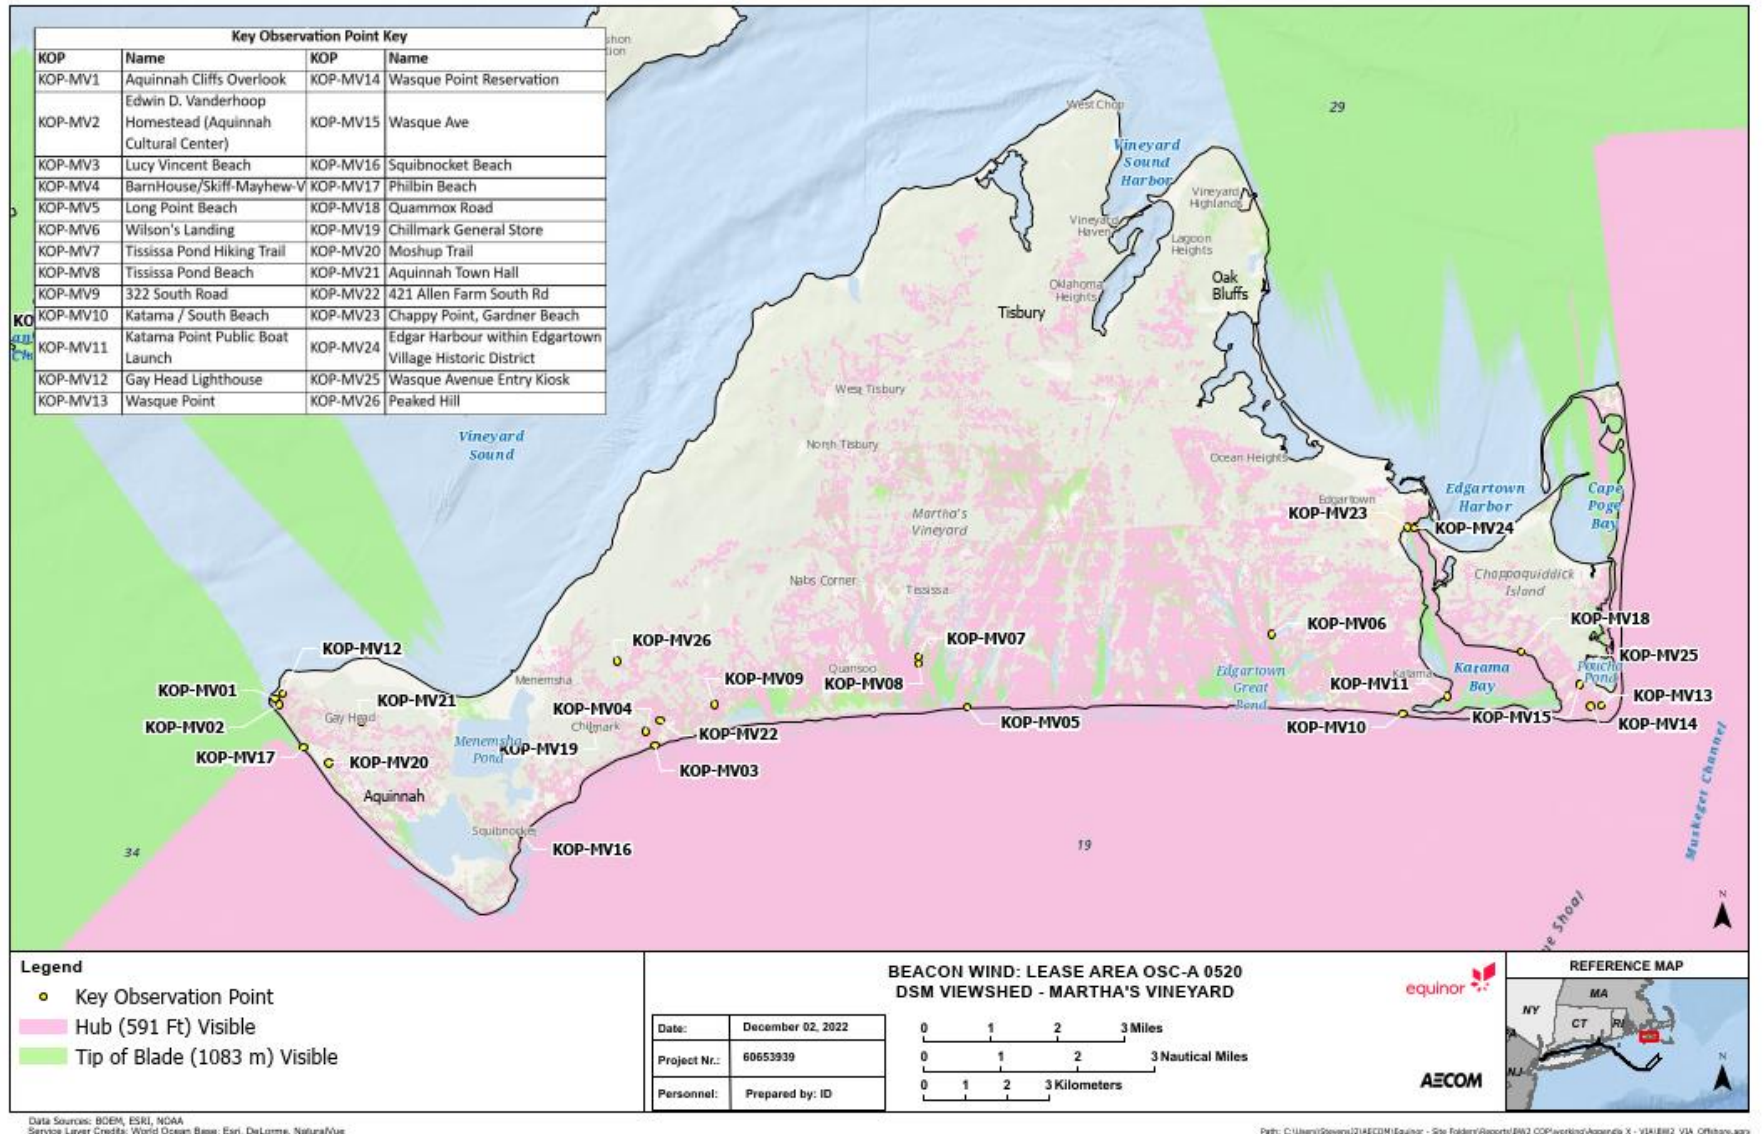 Key Observation Point Key
KOP Name KOP Name
KOP-MV1 Aquinnah Cliffs Overlook KOP-MV14 Wasque Point Reservation
KOP-MV2 Edwin D. Vanderhoop Homestead (Aquinnah Cultural Center) KOP-MV15 Wasque Ave
KOP-MV3 Lucy Vincent Beach KOP-MV16 Squibnocket Beach
KOP-MV4 BarnHouse/Skiff-Mayhew-V KOP-MV17 Philbin Beach
KOP-MV5 Long Point Beach KOP-MV18 Quammox Road
KOP-MV6 Wilson's Landing KOP-MV19 Chillmark General Store
KOP-MV7 Tississa Pond Hiking Trail KOP-MV20 Moshup Trail
KOP-MV8 Tississa Pond Beach KOP-MV21 Aquinnah Town Hall
KOP-MV9 322 South Road KOP-MV22 421 Allen Farm South Rd
KOP-MV10 Katama / South Beach KOP-MV23 Chappy Point, Gardner Beach
KOP-MV11 Katama Point Public Boat Launch KOP-MV24 Edgar Harbour within Edgartown Village Historic District
KOP-MV12 Gay Head Lighthouse KOP-MV25 Wasque Avenue Entry Kiosk
KOP-MV13 Wasque Point KOP-MV26 Peaked Hill
29
West Chop
Vineyard
Sound
Harbor
Vineyard
Highlands
Vineyard
Haven
Lagoon
Heights
Oklahoma
Heights
Oak
Bluffs
Tisbury
West Tisbury
North Tisbury
Ocean Heights
Vineyard
Sound
Martha's
Vineyard
Edgartown
KOP-MV23
KOP-MV24
Edgartown
Harbor
Cape
Poge
Bay
Nabs Corner
Tississa
Chappaquiddick
Island
KOP-MV18
KOP-MV06
KOP-MV07
KOP-MV26
KOP-MV12
KOP-MV25
Quansoo
KOP-MV08
KOP-MV09
Menemsha
Edgartown
Great
Pond
Katama
KOP-MV11
Katama
Bay
Poucha
Pond
KOP-MV01
KOP-MV21
KOP-MV13
KOP-MV02
Gay Head
KOP-MV04
Chilmark
KOP-MV22
KOP-MV05
KOP-MV10
KOP-MV15
KOP-MV14
KOP-MV17
KOP-MV20
Menemsha
Pond
KOP-MV19
KOP-MV03
Aquinnah
Squibnocket
KOP-MV16
34
19
Muskeget Channel
Shoal
N
Legend
Key Observation Point
Hub (591 Ft) Visible
Tip of Blade (1083 m) Visible
BEACON WIND: LEASE AREA OSC-A 0520
DSM VIEWSHED - MARTHA'S VINEYARD
Date: December 02, 2022
Project Nr.: 60653939
Personnel: Prepared by: ID
0 1 2 3 Miles
0 1 2 3 Nautical Miles
0 1 2 3 Kilometers
equinor
AECOM
REFERENCE MAP
MA
NY
CT
RI
NJ
N
Data Sources: BOEM, ESRI, NOAA
Service Layer Credits: World Ocean Base: Esri, DeLorme, NaturalVue